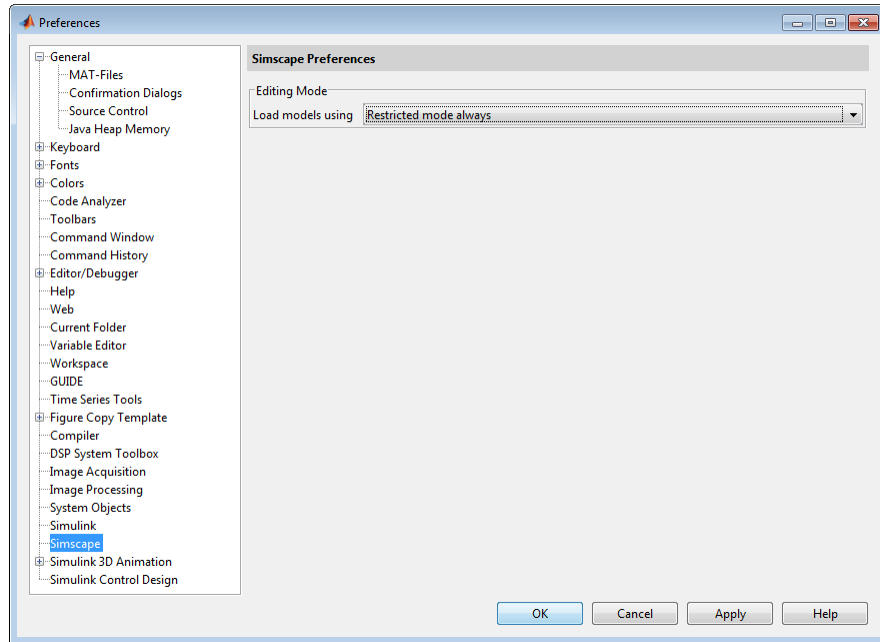 Preferences
General
MAT-Files
Confirmation Dialogs
Source Control
Java Heap Memory
Keyboard
Fonts
Colors
Code Analyzer
Toolbars
Command Window
Command History
Editor/Debugger
Help
Web
Current Folder
Variable Editor
Workspace
GUIDE
Time Series Tools
Figure Copy Template
Compiler
DSP System Toolbox
Image Acquisition
Image Processing
System Objects
Simulink
Simscape
Simulink 3D Animation
Simulink Control Design
Simscape Preferences
Editing Mode
Load models using Restricted mode always
OK Cancel Apply Help